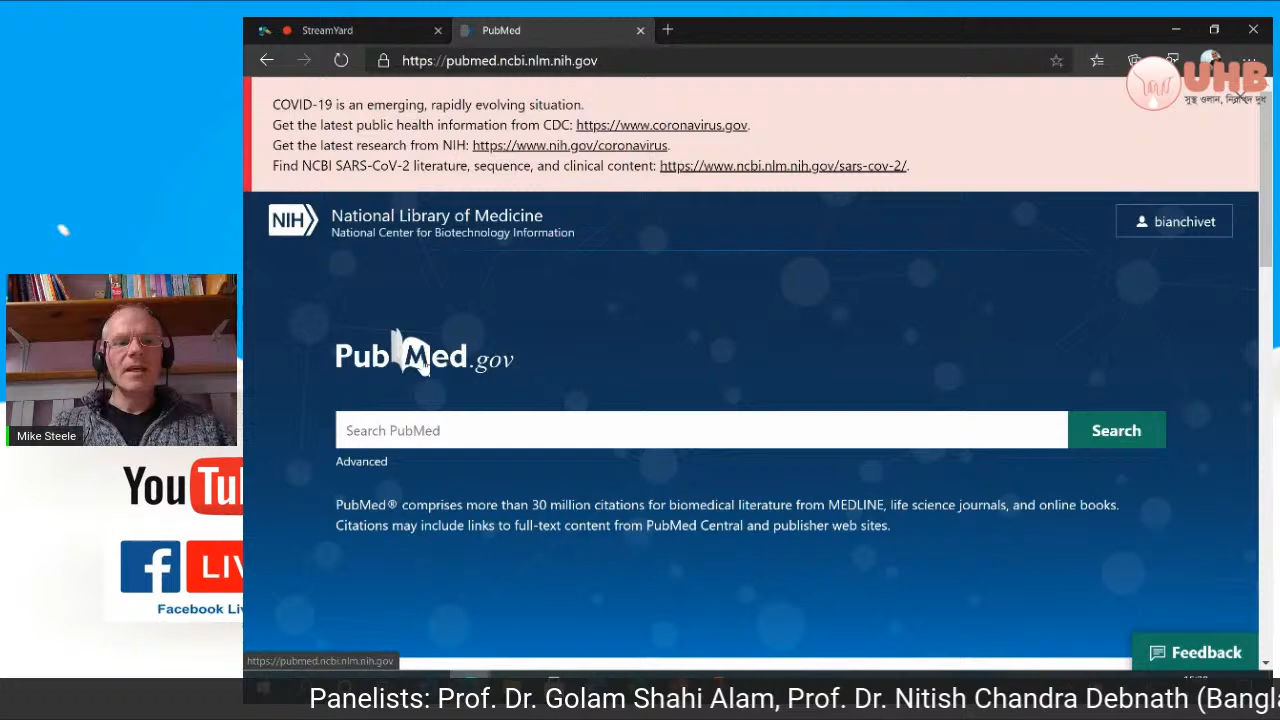 StreamYard
PubMed
https://pubmed.ncbi.nlm.nih.gov
UHB
সুস্থ ওলান, নিরাপদ দুধ
COVID-19 is an emerging, rapidly evolving situation.
Get the latest public health information from CDC: https://www.coronavirus.gov.
Get the latest research from NIH: https://www.nih.gov/coronavirus.
Find NCBI SARS-CoV-2 literature, sequence, and clinical content: https://www.ncbi.nlm.nih.gov/sars-cov-2/.
NIH
National Library of Medicine
National Center for Biotechnology Information
bianchivet
PubMed.gov
Search PubMed
Search
Advanced
PubMed® comprises more than 30 million citations for biomedical literature from MEDLINE, life science journals, and online books.
Citations may include links to full-text content from PubMed Central and publisher web sites.
Mike Steele
You Tu
f LIV
Facebook Liv
Feedback
https://pubmed.ncbi.nlm.nih.gov
Panelists: Prof. Dr. Golam Shahi Alam, Prof. Dr. Nitish Chandra Debnath (Bangla